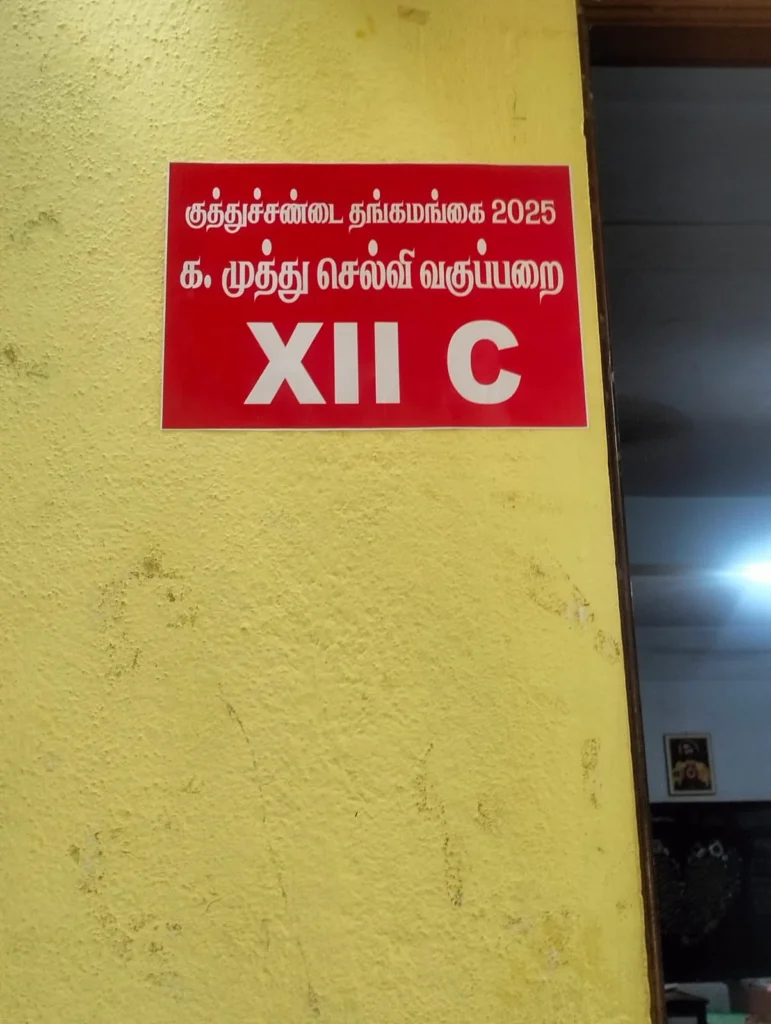 குத்துச்சண்டை தங்கமங்கை 2025
க. முத்து செல்வி வகுப்பறை
XII C